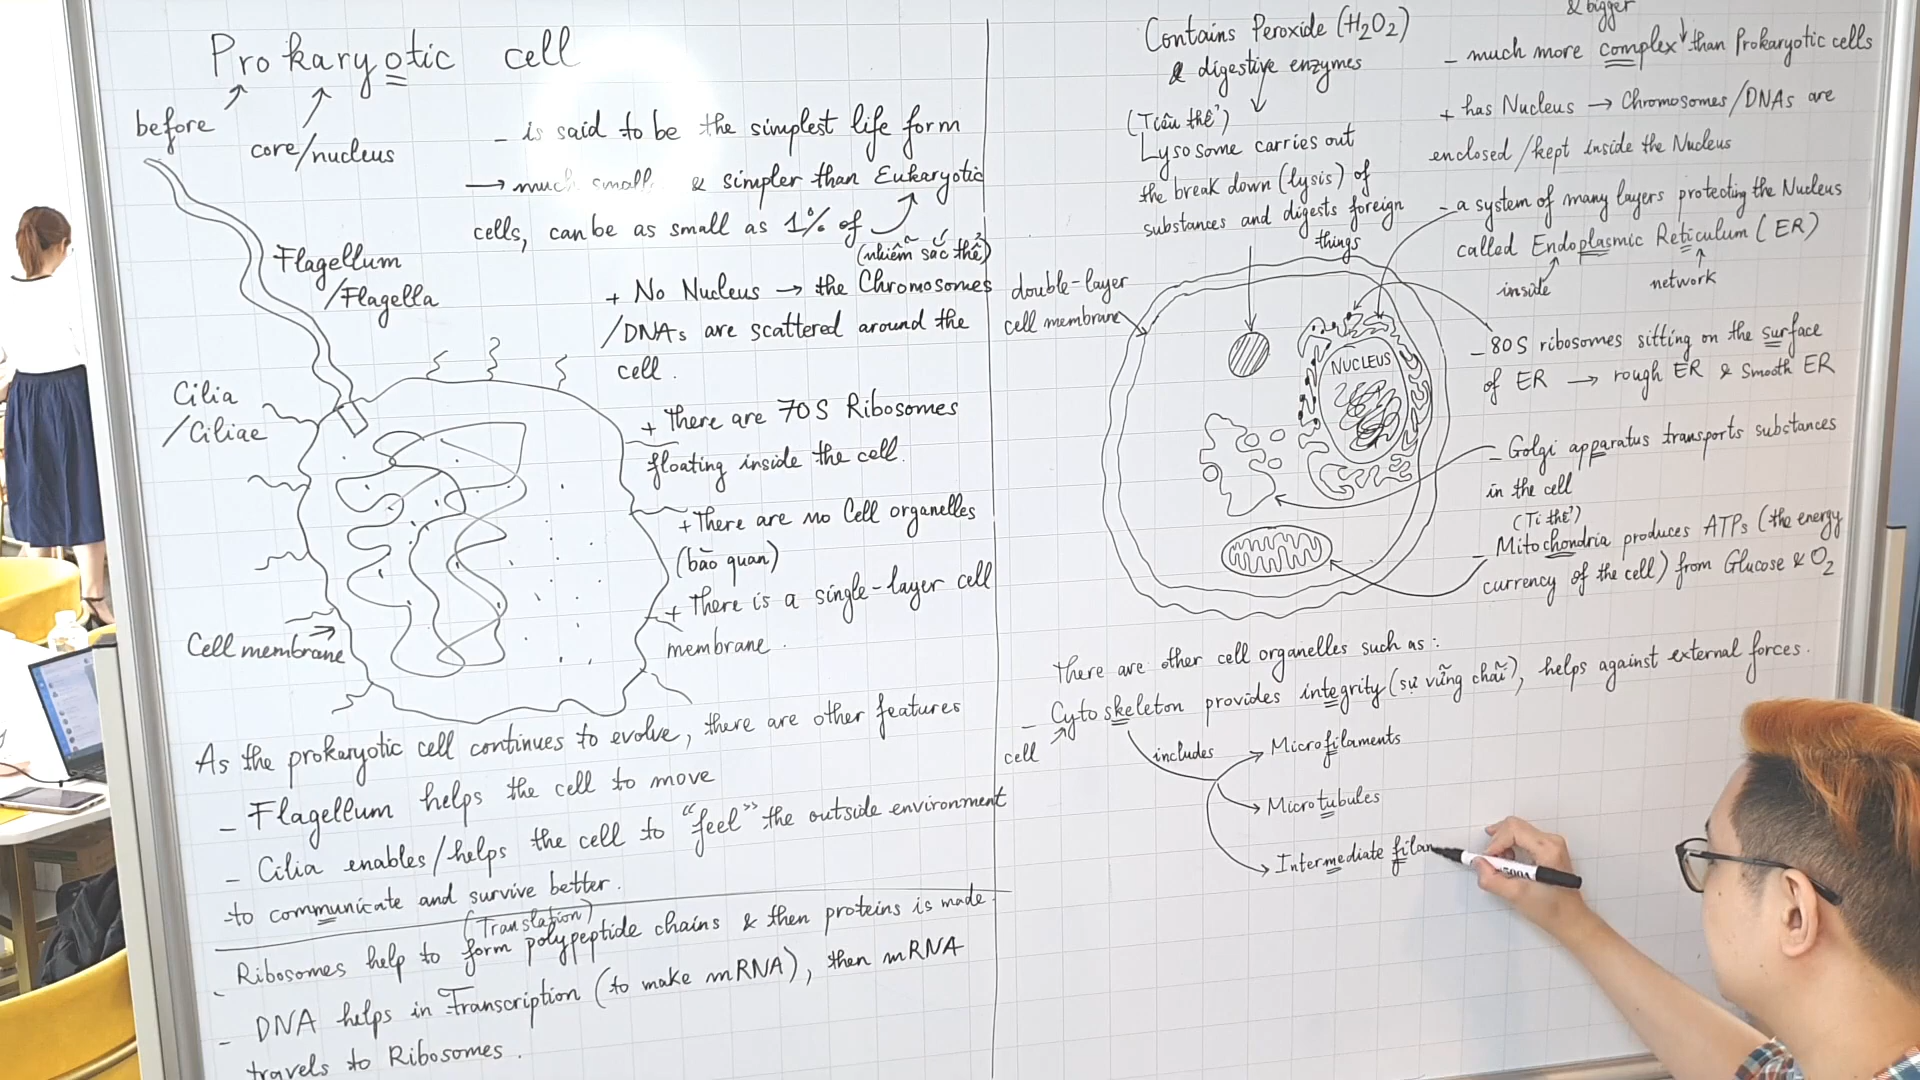 Prokaryotic cell
before
core/nucleus
- is said to be the simplest life form
→ much small & simpler than Eukaryotic
cells, can be as small as 1% of
(nhiễm sắc thể)
Flagellum
/Flagella
+ No Nucleus → the Chromosomes
/DNAs are scattered around the
cell.
Cilia
/Ciliae
+ There are 70S Ribosomes
floating inside the cell.
+ There are no Cell organelles
(bào quan)
+ There is a single-layer cell
membrane.
Cell membrane
As the prokaryotic cell continues to evolve, there are other features
- Flagellum helps the cell to move
- Cilia enables/helps the cell to "feel" the outside environment
to communicate and survive better.
(Translation)
- Ribosomes help to form polypeptide chains & then proteins is made.
- DNA helps in Transcription (to make mRNA), then mRNA
travels to Ribosomes.
Contains Peroxide (H2O2)
& digestive enzymes
(Tiêu thể)
Lysosome carries out
the break down (lysis) of
substances and digests foreign
things
double-layer
cell membrane
NUCLEUS
& bigger
- much more complex than Prokaryotic cells
+ has Nucleus → Chromosomes/DNAs are
enclosed/kept inside the Nucleus
- a system of many layers protecting the Nucleus
called Endoplasmic Reticulum (ER)
inside
network
- 80S ribosomes sitting on the surface
of ER → rough ER & smooth ER
- Golgi apparatus transports substances
in the cell
(Ti thể)
- Mitochondria produces ATPs (the energy
currency of the cell) from Glucose & O2
There are other cell organelles such as:
- Cytoskeleton provides integrity (sự vững chãi), helps against external forces.
cell
includes
Microfilaments
Microtubules
Intermediate filam